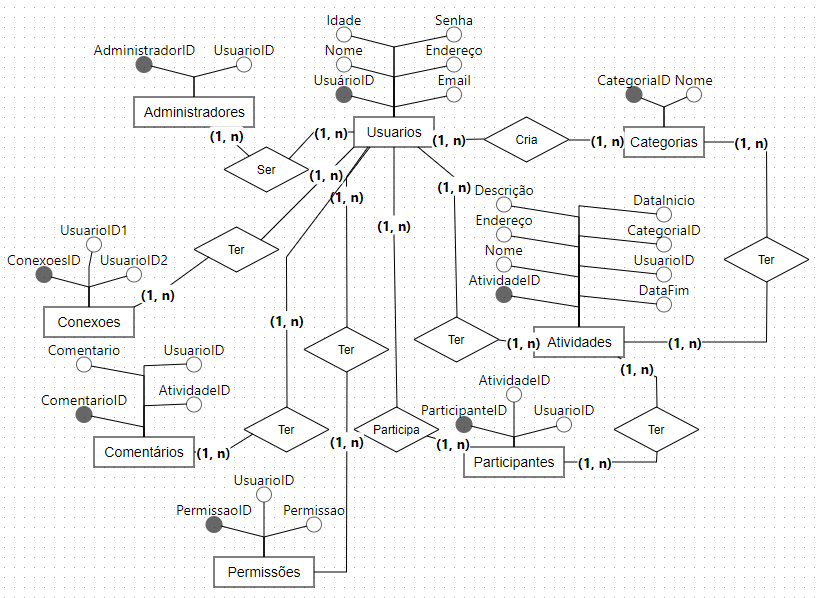 Idade
Senha
Nome
Endereço
UsuárioID
Email
AdministradorID
UsuarioID
Administradores
Usuarios
CategoriaID
Nome
Categorias
(1, n)
(1, n)
(1, n)
Cria
(1, n)
(1, n)
Ser
(1, n)
(1, n)
(1, n)
(1, n)
Descrição
DataInicio
Endereço
CategoriaID
Nome
UsuarioID
AtividadeID
DataFim
Atividades
UsuarioID1
ConexoesID
UsuarioID2
Conexoes
Ter
Ter
(1, n)
(1, n)
Ter
Ter
(1, n)
(1, n)
Comentario
UsuarioID
AtividadeID
ComentarioID
Comentários
(1, n)
Ter
(1, n)
Participa
(1, n)
AtividadeID
ParticipanteID
UsuarioID
Participantes
(1, n)
(1, n)
Ter
UsuarioID
PermissaoID
Permissao
Permissões